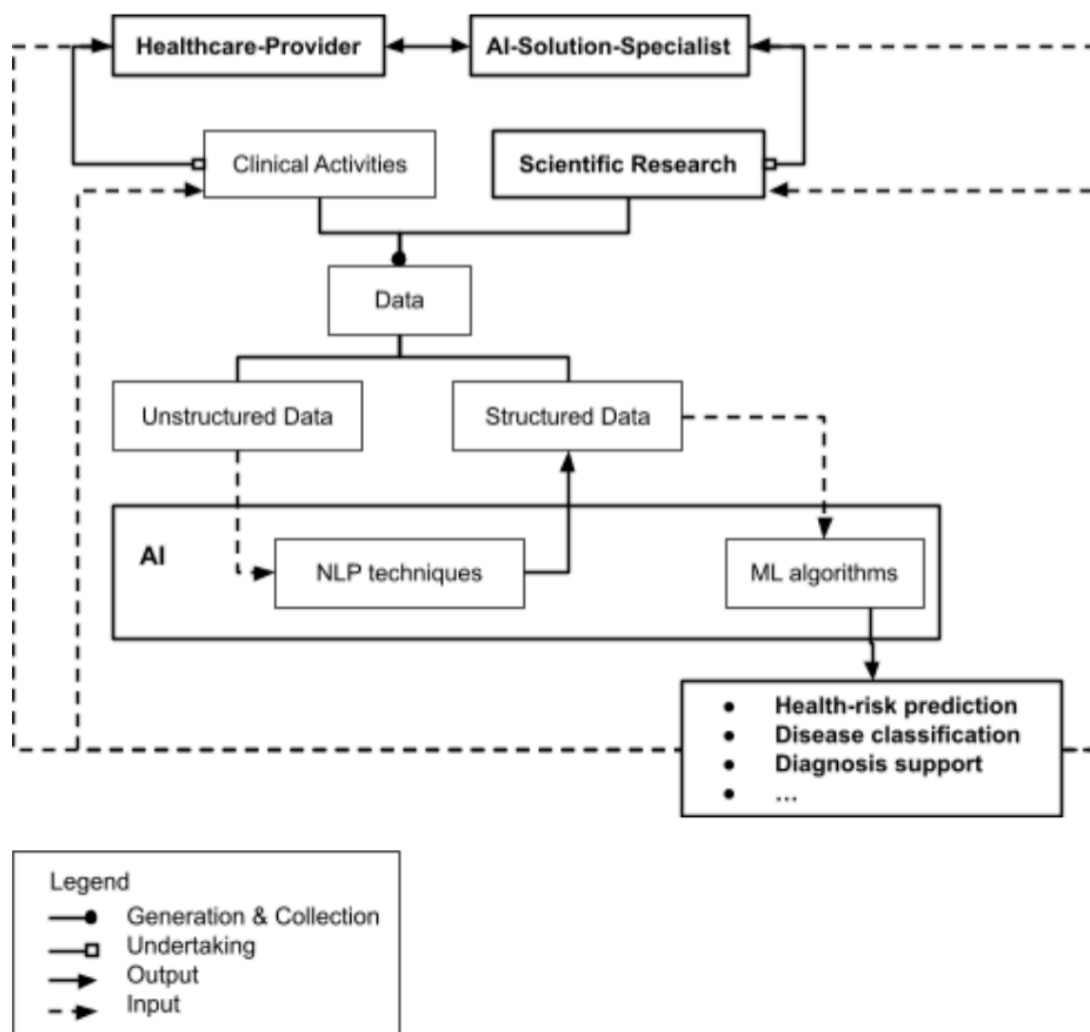 Healthcare-Provider
AI-Solution-Specialist
Clinical Activities
Scientific Research
Data
Unstructured Data
Structured Data
AI
NLP techniques
ML algorithms
● Health-risk prediction
● Disease classification
● Diagnosis support
● ...
Legend
Generation & Collection
Undertaking
Output
Input